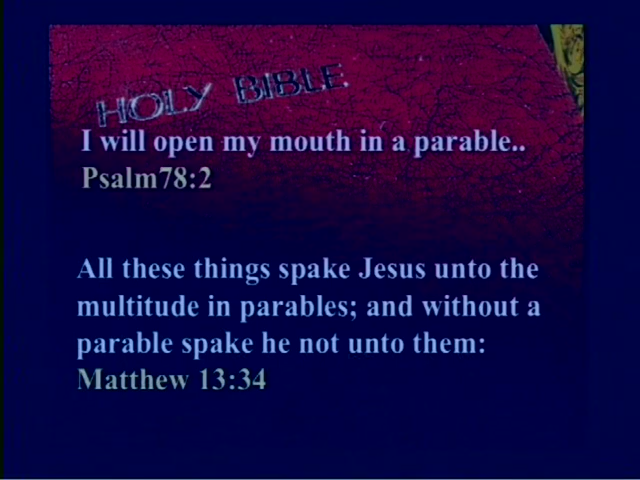 HOLY BIBLE
I will open my mouth in a parable..
Psalm78:2
All these things spake Jesus unto the
multitude in parables; and without a
parable spake he not unto them:
Matthew 13:34